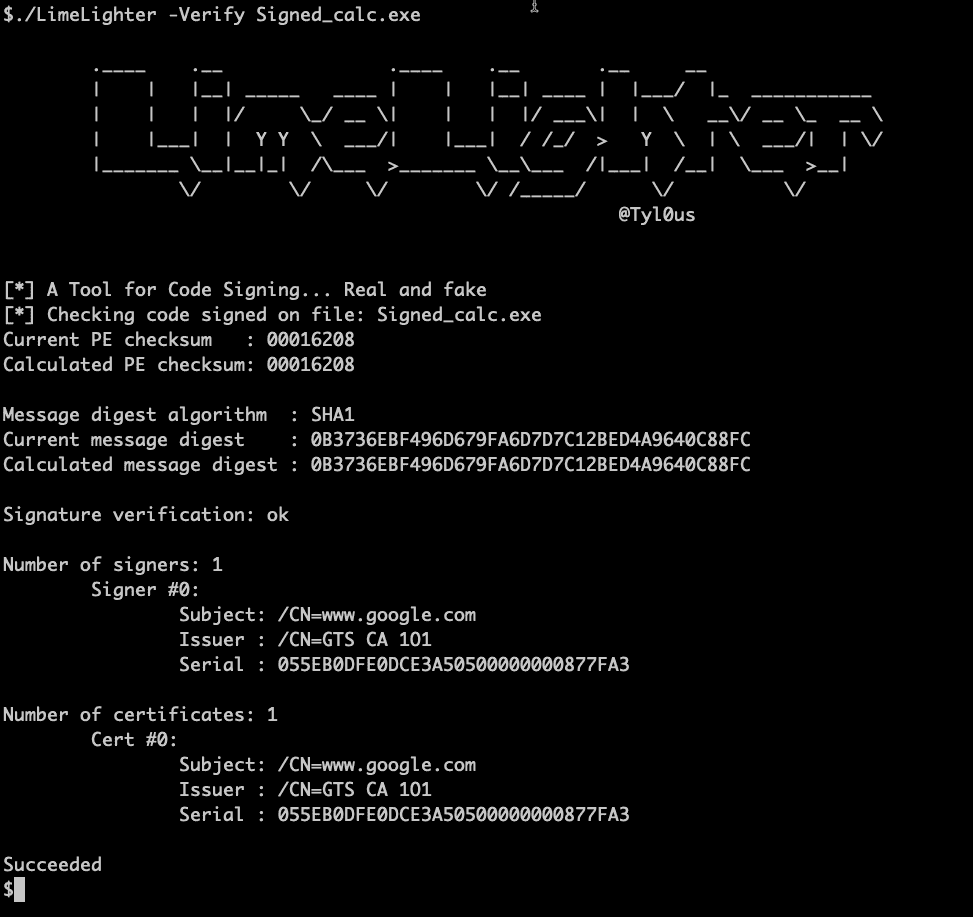 $./LimeLighter -Verify Signed_calc.exe
LimeLighter
@Tyl0us
[*] A Tool for Code Signing... Real and fake
[*] Checking code signed on file: Signed_calc.exe
Current PE checksum   : 00016208
Calculated PE checksum: 00016208
Message digest algorithm  : SHA1
Current message digest    : 0B3736EBF496D679FA6D7D7C12BED4A9640C88FC
Calculated message digest : 0B3736EBF496D679FA6D7D7C12BED4A9640C88FC
Signature verification: ok
Number of signers: 1
Signer #0:
Subject: /CN=www.google.com
Issuer : /CN=GTS CA 1O1
Serial : 055EB0DFE0DCE3A50500000000877FA3
Number of certificates: 1
Cert #0:
Subject: /CN=www.google.com
Issuer : /CN=GTS CA 1O1
Serial : 055EB0DFE0DCE3A50500000000877FA3
Succeeded
$